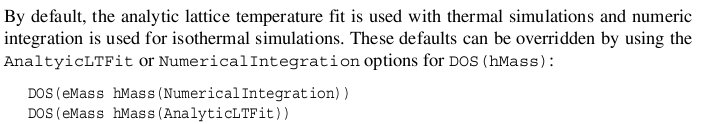 By default, the analytic lattice temperature fit is used with thermal simulations and numeric
integration is used for isothermal simulations. These defaults can be overridden by using the
AnaltyicLTFit or NumericalIntegration options for DOS(hMass):
DOS(eMass hMass(NumericalIntegration))
DOS(eMass hMass(AnalyticLTFit))